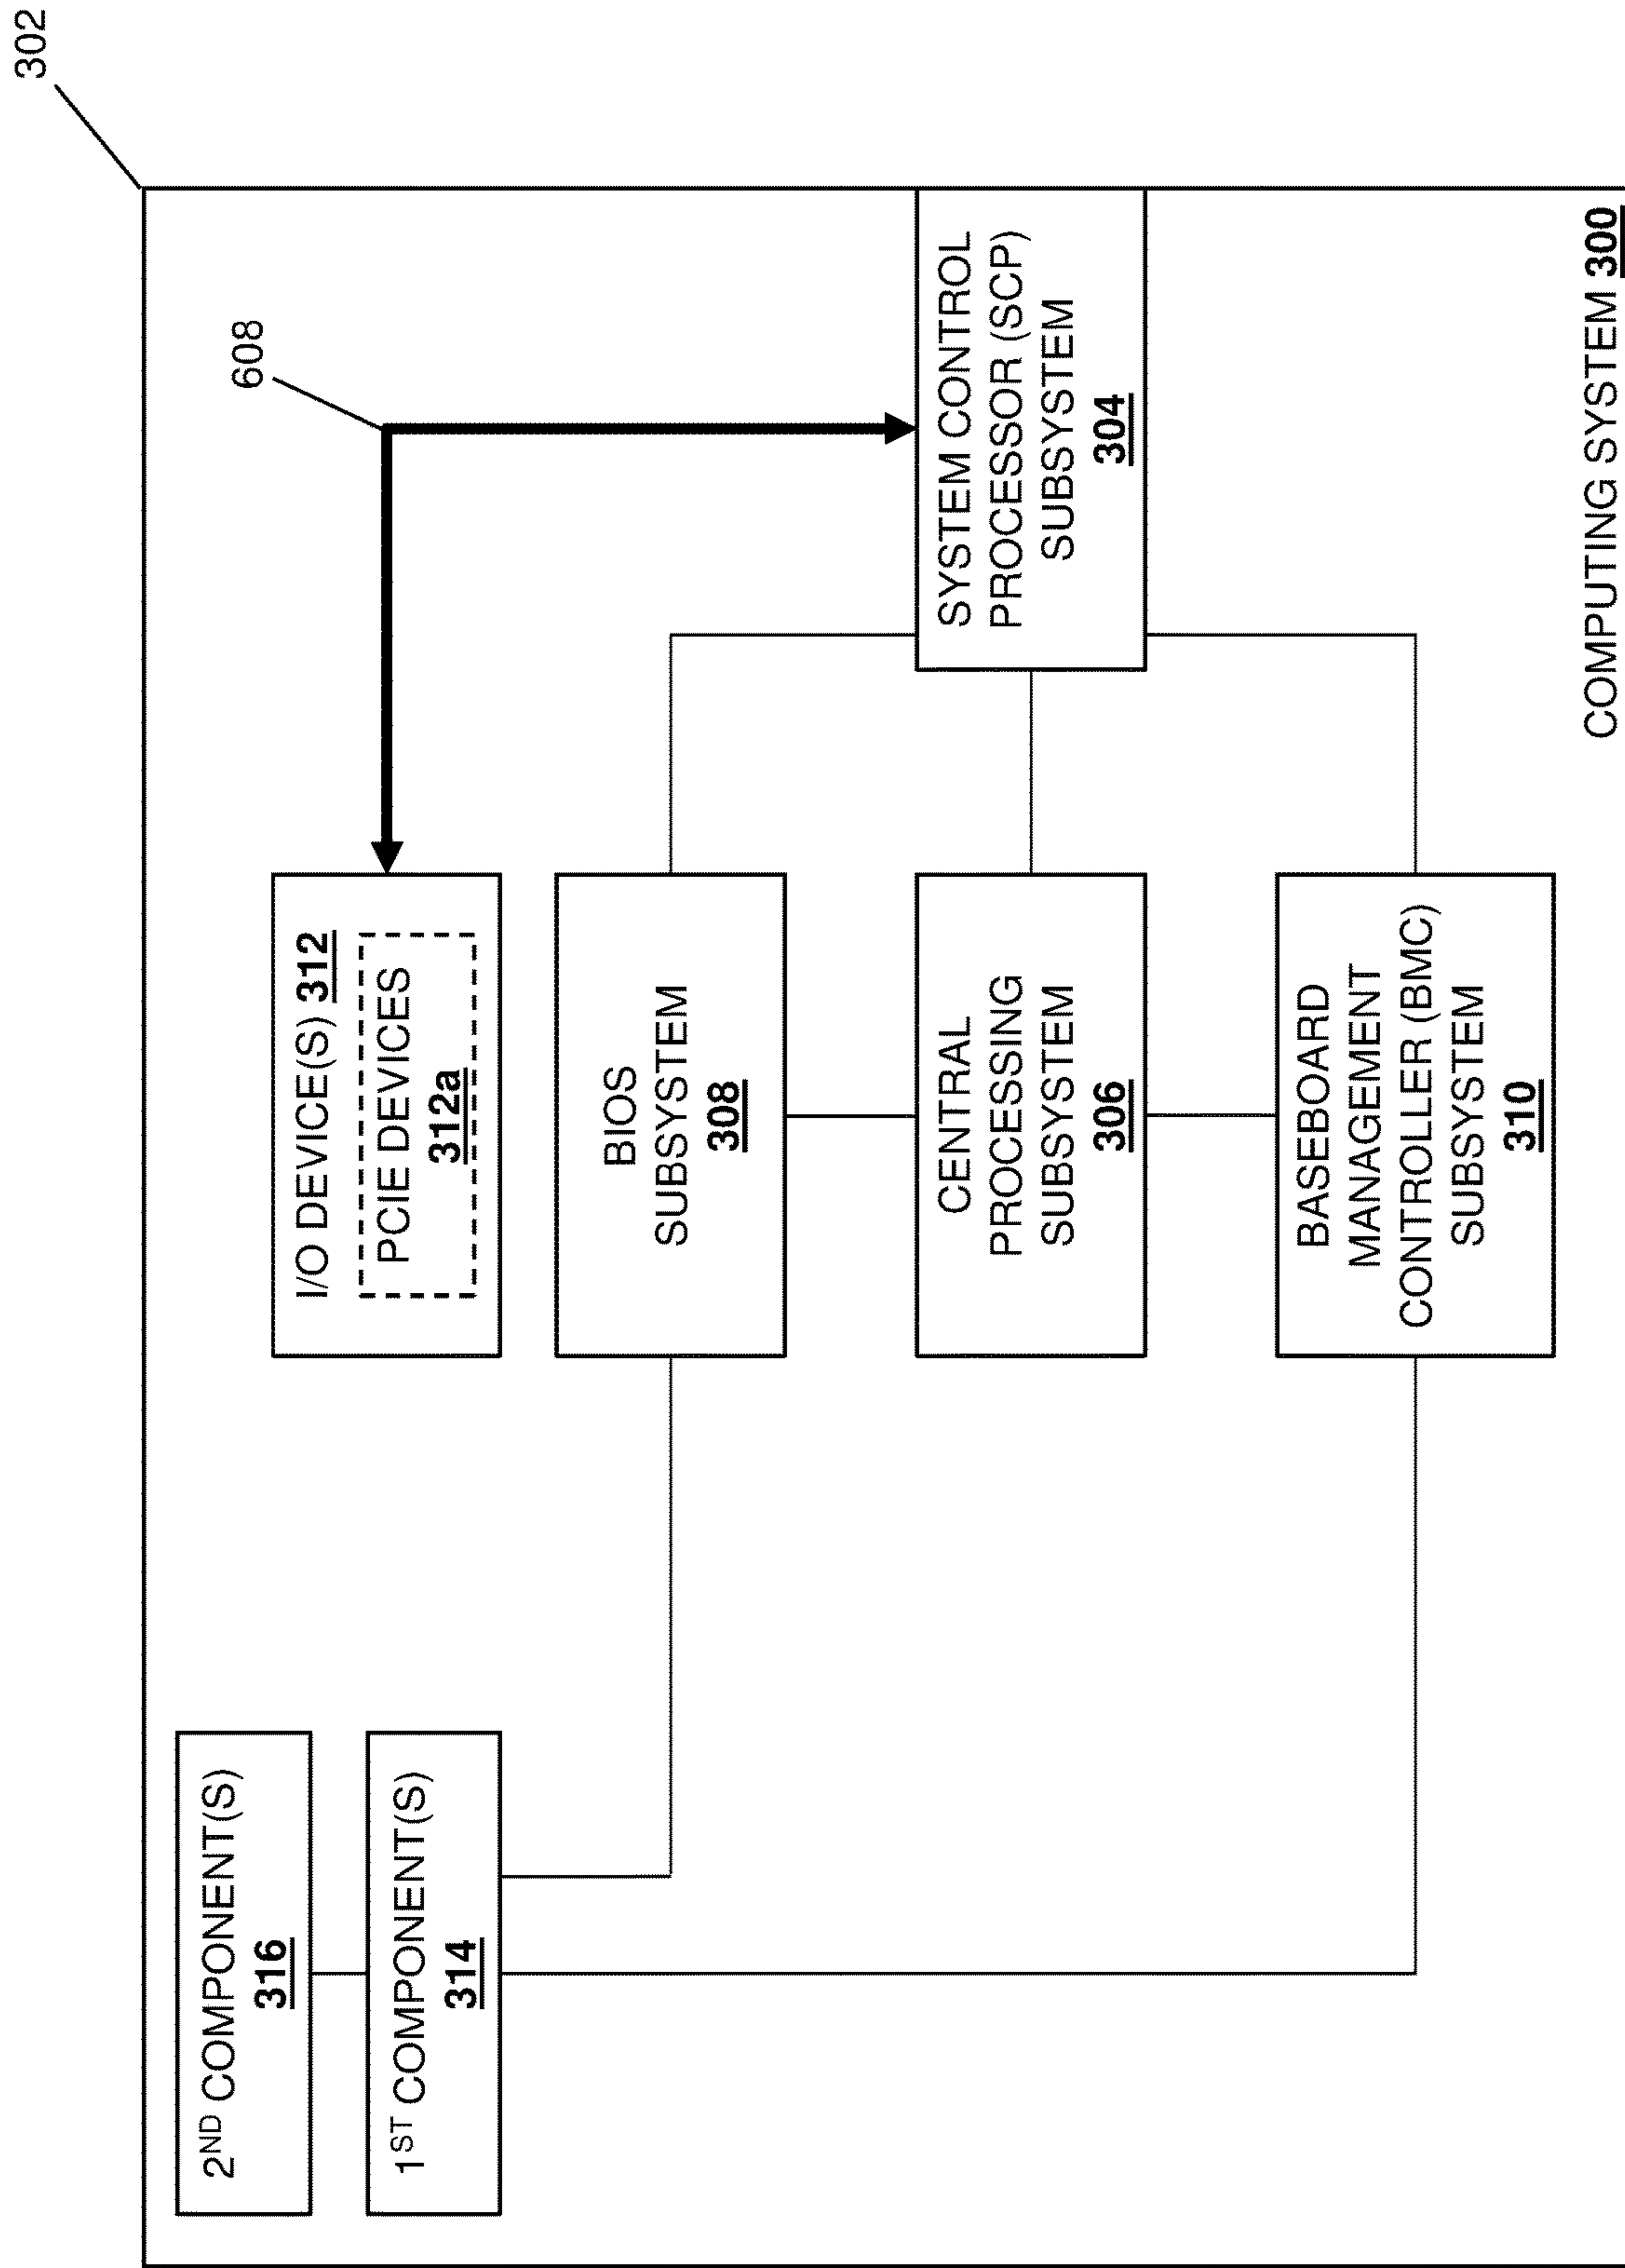 302
2ND COMPONENT(S)
316
1ST COMPONENT(S)
314
I/O DEVICE(S) 312
PCIE DEVICES
312a
608
BIOS
SUBSYSTEM
308
CENTRAL
PROCESSING
SUBSYSTEM
306
SYSTEM CONTROL
PROCESSOR (SCP)
SUBSYSTEM
304
BASEBOARD
MANAGEMENT
CONTROLLER (BMC)
SUBSYSTEM
310
COMPUTING SYSTEM 300